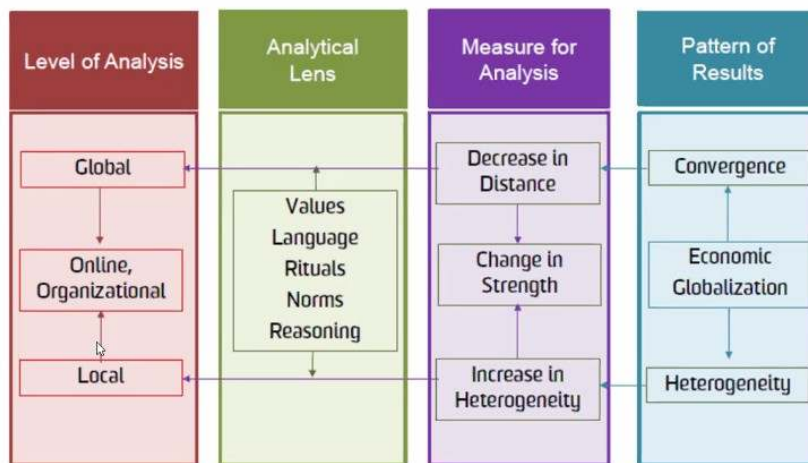 Level of Analysis
Analytical
Lens
Measure for
Analysis
Pattern of
Results
Global
Online,
Organizational
Local
Values
Language
Rituals
Norms
Reasoning
Decrease in
Distance
Change in
Strength
Increase in
Heterogeneity
Convergence
Economic
Globalization
Heterogeneity